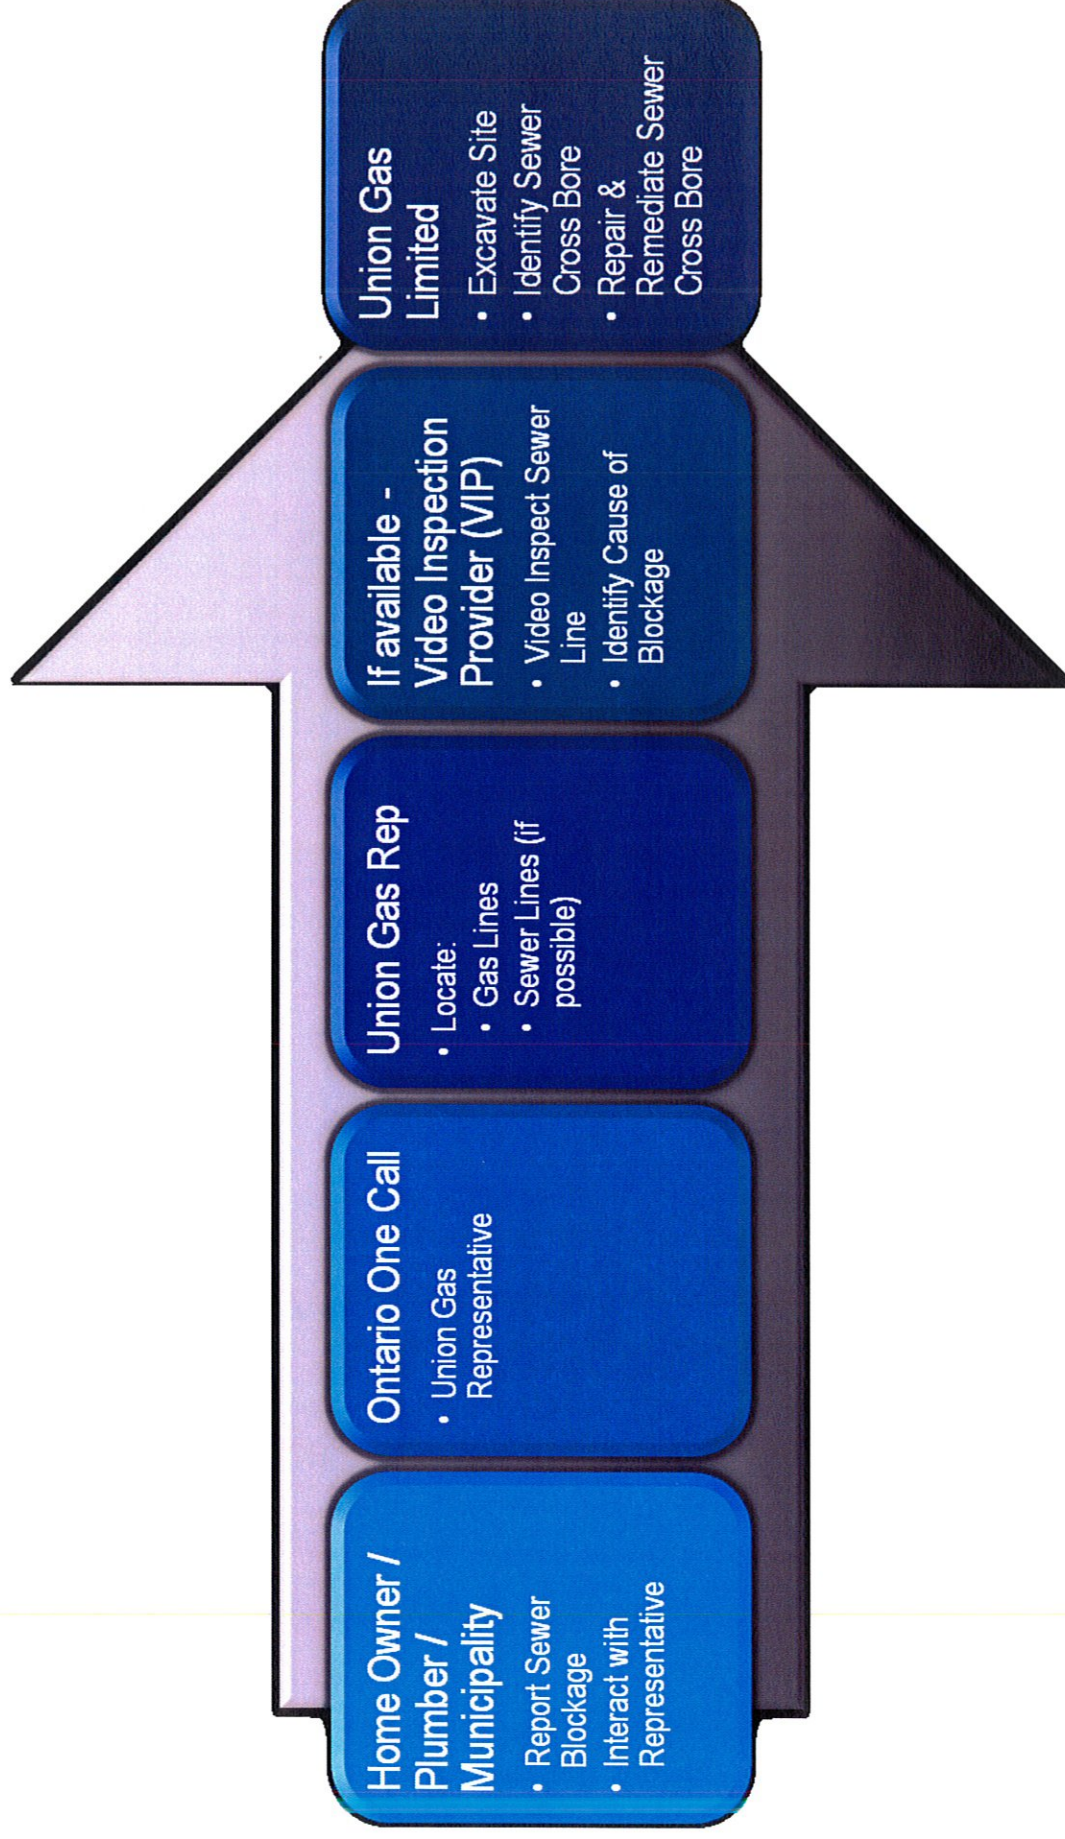 Home Owner /
Plumber /
Municipality
• Report Sewer
Blockage
• Interact with
Representative
Ontario One Call
• Union Gas
Representative
Union Gas Rep
• Locate:
• Gas Lines
• Sewer Lines (if
possible)
If available -
Video Inspection
Provider (VIP)
• Video Inspect Sewer
Line
• Identify Cause of
Blockage
Union Gas
Limited
• Excavate Site
• Identify Sewer
Cross Bore
• Repair &
Remediate Sewer
Cross Bore